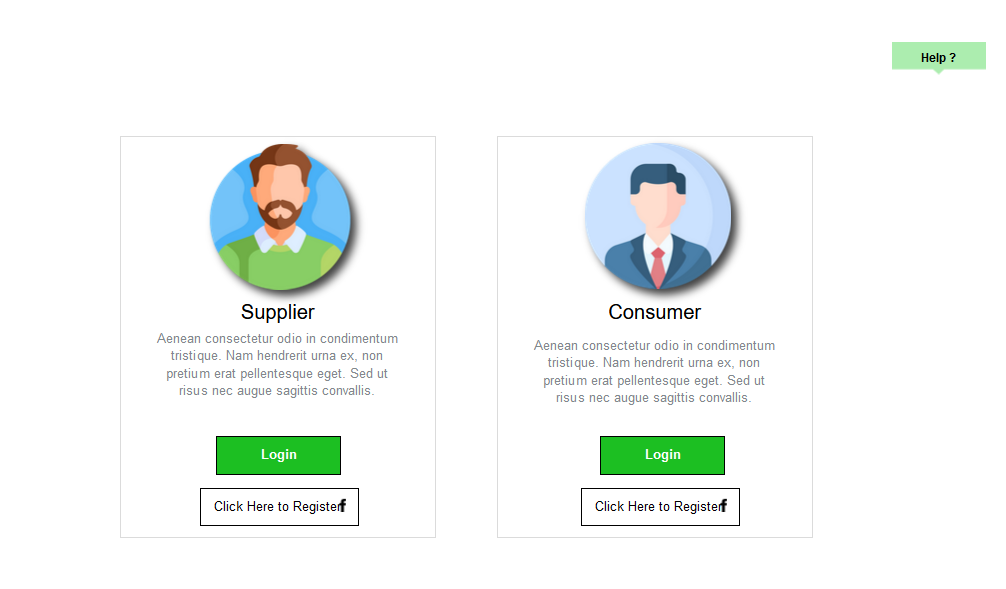 Help ?
Supplier
Aenean consectetur odio in condimentum
tristique. Nam hendrerit urna ex, non
pretium erat pellentesque eget. Sed ut
risus nec augue sagittis convallis.
Login
Click Here to Register
Consumer
Aenean consectetur odio in condimentum
tristique. Nam hendrerit urna ex, non
pretium erat pellentesque eget. Sed ut
risus nec augue sagittis convallis.
Login
Click Here to Register